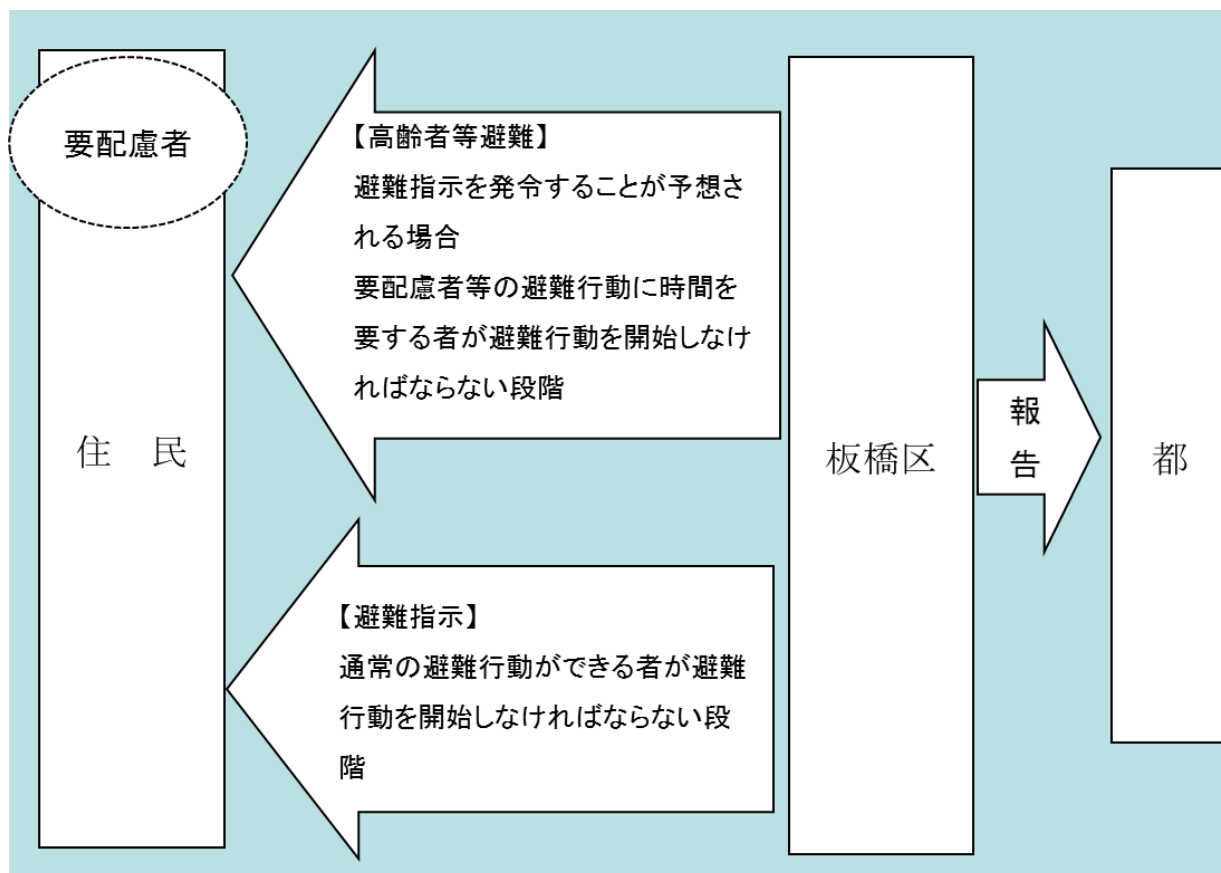 要配慮者
住　民
【高齢者等避難】
避難指示を発令することが予想さ
れる場合
要配慮者等の避難行動に時間を
要する者が避難行動を開始しなけ
ればならない段階
【避難指示】
通常の避難行動ができる者が避難
行動を開始しなければならない段
階
板橋区
報
告
都